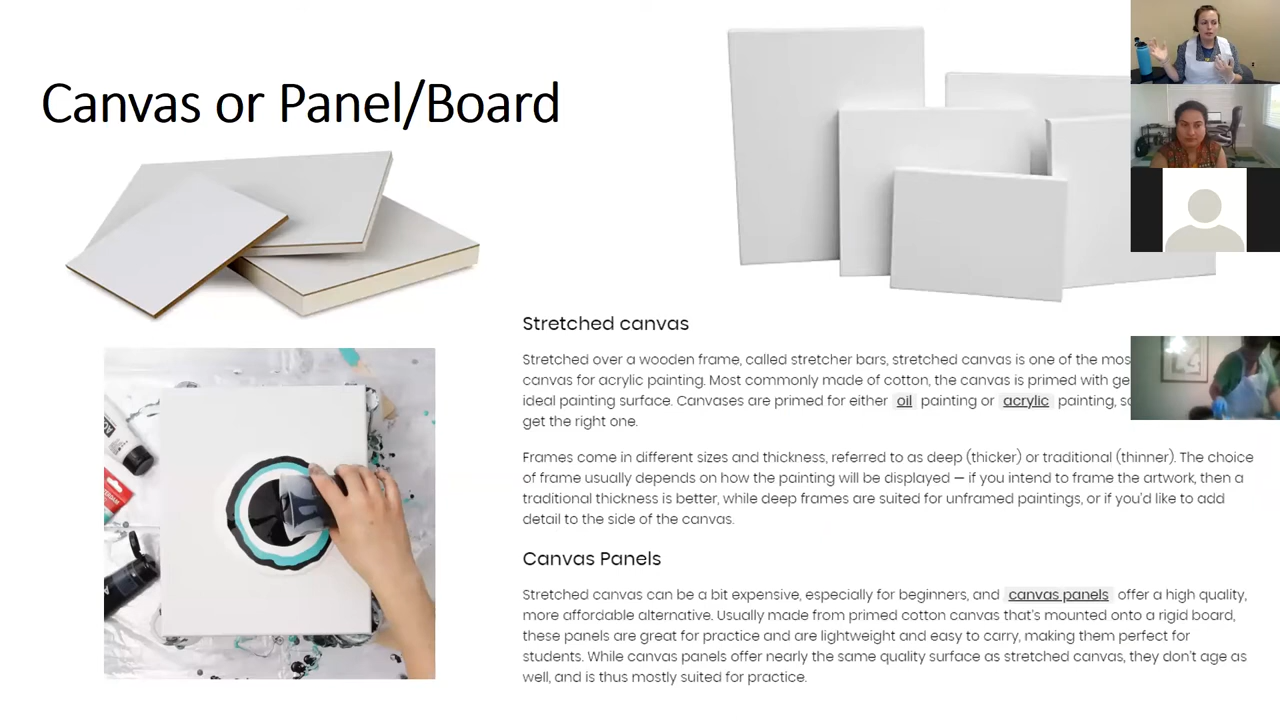 Canvas or Panel/Board
Stretched canvas
Stretched over a wooden frame, called stretcher bars, stretched canvas is one of the mos
canvas for acrylic painting. Most commonly made of cotton, the canvas is primed with ge
ideal painting surface. Canvases are primed for either oil painting or acrylic painting, so
get the right one.
Frames come in different sizes and thickness, referred to as deep (thicker) or traditional (thinner). The choice
of frame usually depends on how the painting will be displayed — if you intend to frame the artwork, then a
traditional thickness is better, while deep frames are suited for unframed paintings, or if you'd like to add
detail to the side of the canvas.
Canvas Panels
Stretched canvas can be a bit expensive, especially for beginners, and canvas panels offer a high quality,
more affordable alternative. Usually made from primed cotton canvas that's mounted onto a rigid board,
these panels are great for practice and are lightweight and easy to carry, making them perfect for
students. While canvas panels offer nearly the same quality surface as stretched canvas, they don't age as
well, and is thus mostly suited for practice.